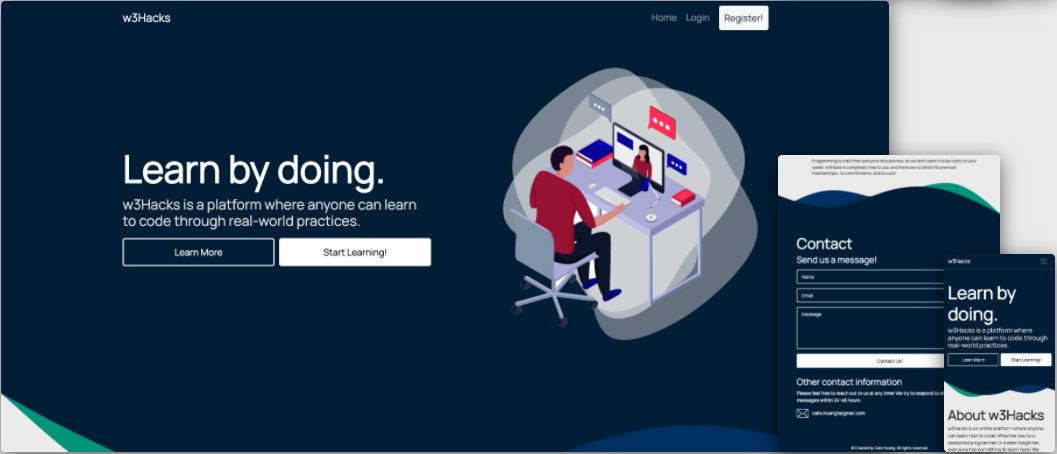 w3Hacks
Home Login Register!
Learn by doing.
w3Hacks is a platform where anyone can learn
to code through real-world practices.
Learn More Start Learning!
Programming is a skill that everyone should know, so we don't want it to be costly to your
wallet. w3Hacks is completely free to use, and there are no limits! No premium
memberships, no commitments, and no cost!
Contact
Send us a message!
Name
Email
Message
Contact Us!
Other contact information
Please feel free to reach out to us at any time! We try to respond to
messages within 24-48 hours.
calix.huang1@gmail.com
© Created by Calix Huang. All rights reserved.
w3Hacks
Learn by
doing.
w3Hacks is a platform where
anyone can learn to code through
real-world practices.
Learn More Start Learning!
About w3Hacks
w3Hacks is an online platform where anyone
can learn how to code! Whether you're a
seasoned programmer or a semi-beginner,
everyone has something to learn here! We